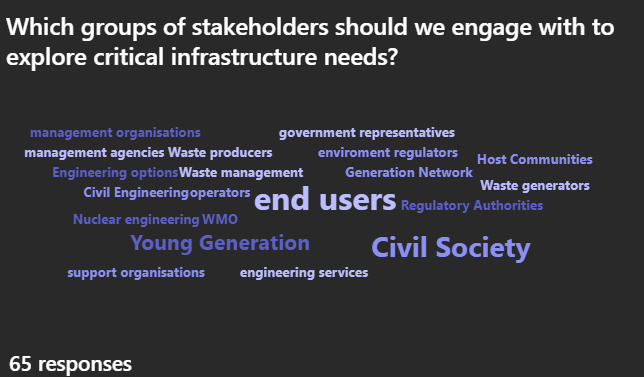 Which groups of stakeholders should we engage with to
explore critical infrastructure needs?
management organisations
government representatives
management agencies Waste producers
enviroment regulators
Host Communities
Engineering options Waste management
Generation Network
Waste generators
Civil Engineering operators
end users
Regulatory Authorities
Nuclear engineering WMO
Young Generation
Civil Society
support organisations
engineering services
65 responses